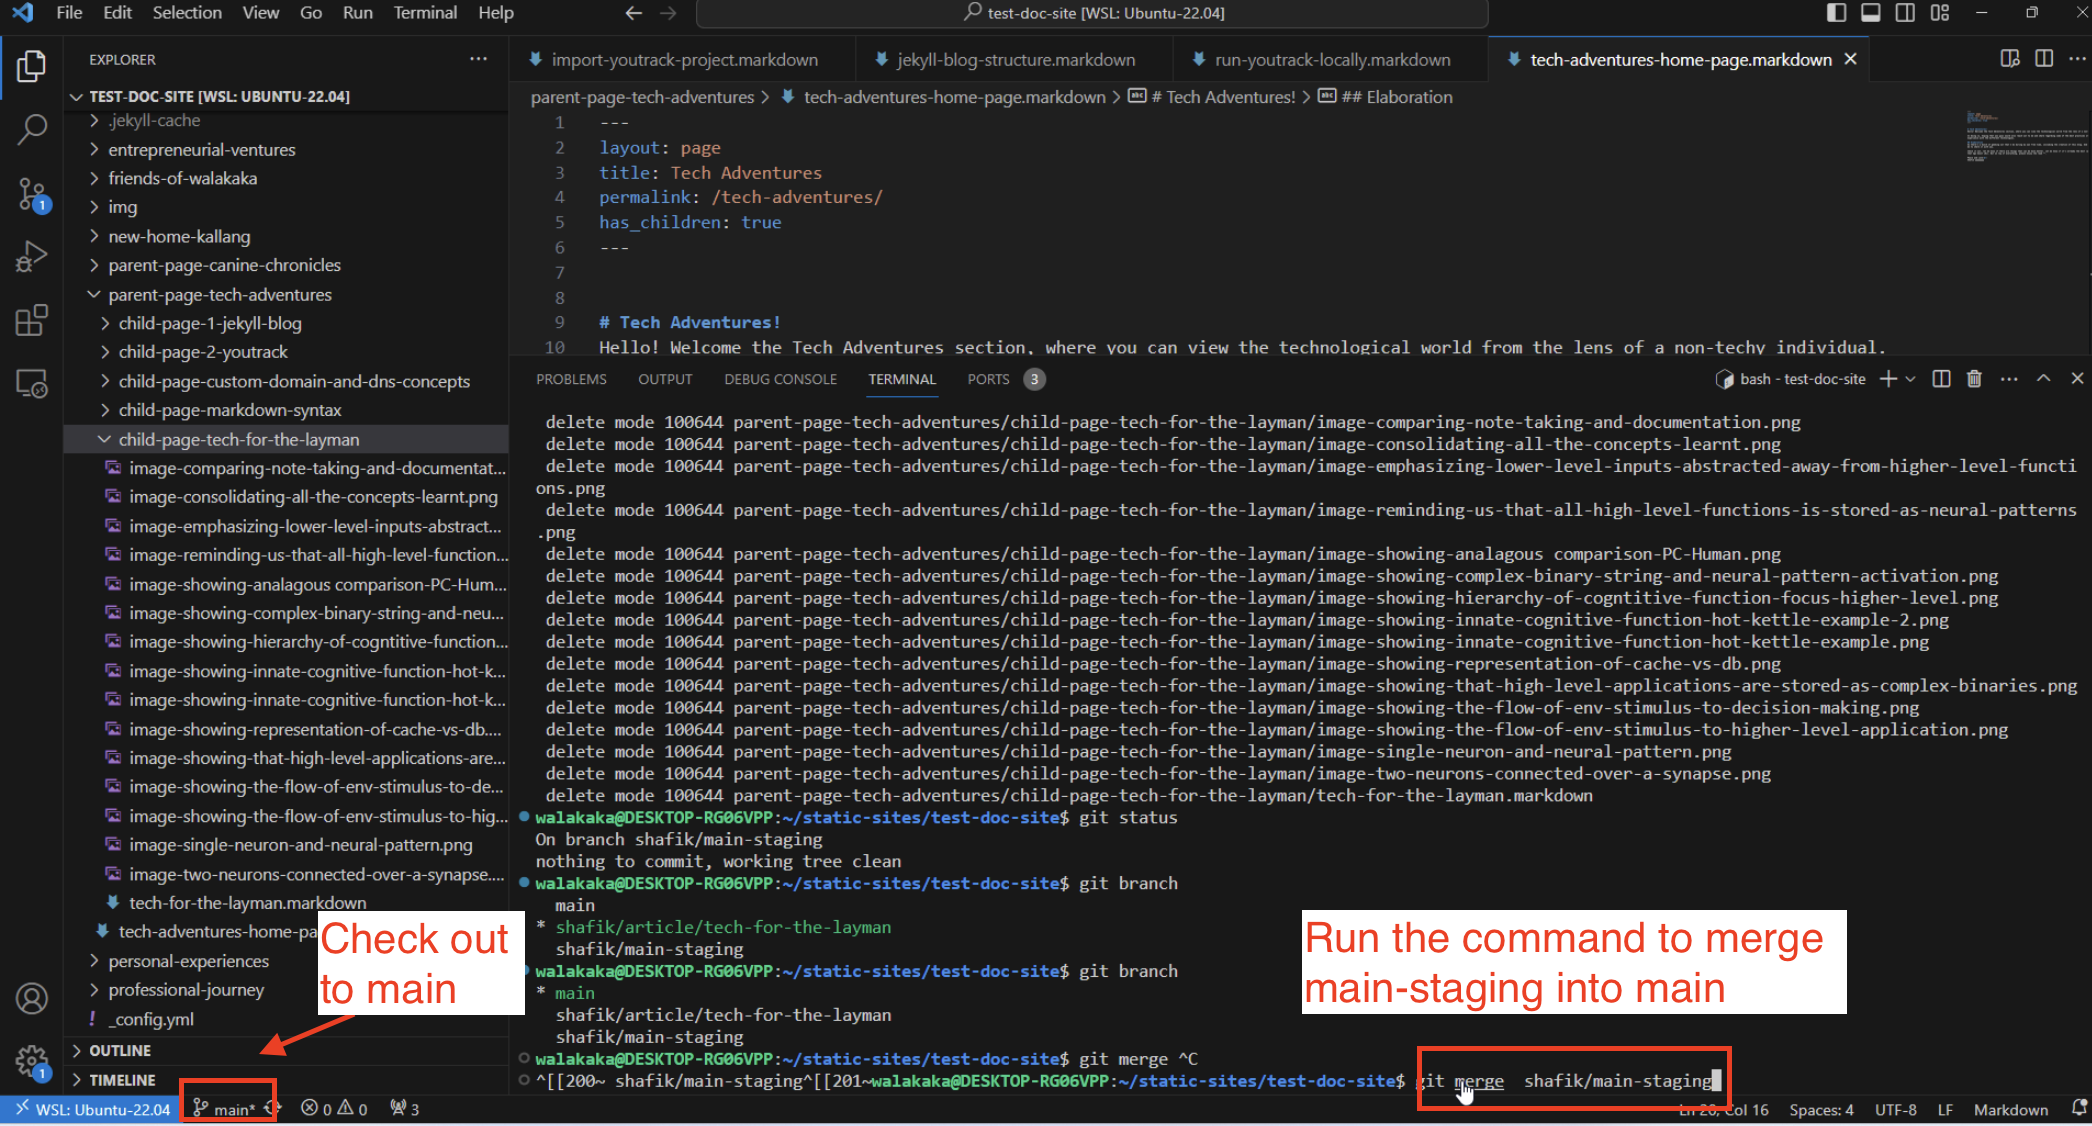 File Edit Selection View Go Run Terminal Help
test-doc-site [WSL: Ubuntu-22.04]
EXPLORER
TEST-DOC-SITE [WSL: UBUNTU-22.04]
.jekyll-cache
entrepreneurial-ventures
friends-of-walakaka
img
new-home-kallang
parent-page-canine-chronicles
parent-page-tech-adventures
child-page-1-jekyll-blog
child-page-2-youtrack
child-page-custom-domain-and-dns-concepts
child-page-markdown-syntax
child-page-tech-for-the-layman
image-comparing-note-taking-and-documentat...
image-consolidating-all-the-concepts-learnt.png
image-emphasizing-lower-level-inputs-abstract...
image-reminding-us-that-all-high-level-function...
image-showing-analagous comparison-PC-Hum...
image-showing-complex-binary-string-and-neu...
image-showing-hierarchy-of-cogntitive-function...
image-showing-innate-cognitive-function-hot-k...
image-showing-innate-cognitive-function-hot-k...
image-showing-representation-of-cache-vs-db....
image-showing-that-high-level-applications-are...
image-showing-the-flow-of-env-stimulus-to-de...
image-showing-the-flow-of-env-stimulus-to-hig...
image-single-neuron-and-neural-pattern.png
image-two-neurons-connected-over-a-synapse....
tech-for-the-layman.markdown
tech-adventures-home-pa
personal-experiences
professional-journey
! _config.yml
OUTLINE
TIMELINE
1
1
import-youtrack-project.markdown
jekyll-blog-structure.markdown
run-youtrack-locally.markdown
tech-adventures-home-page.markdown
parent-page-tech-adventures > tech-adventures-home-page.markdown > # Tech Adventures! > ## Elaboration
1 ---
2 layout: page
3 title: Tech Adventures
4 permalink: /tech-adventures/
5 has_children: true
6 ---
7
8
9 # Tech Adventures!
10 Hello! Welcome the Tech Adventures section, where you can view the technological world from the lens of a non-techy individual.
PROBLEMS OUTPUT DEBUG CONSOLE TERMINAL PORTS 3
bash - test-doc-site
delete mode 100644 parent-page-tech-adventures/child-page-tech-for-the-layman/image-comparing-note-taking-and-documentation.png
delete mode 100644 parent-page-tech-adventures/child-page-tech-for-the-layman/image-consolidating-all-the-concepts-learnt.png
delete mode 100644 parent-page-tech-adventures/child-page-tech-for-the-layman/image-emphasizing-lower-level-inputs-abstracted-away-from-higher-level-functi
ons.png
delete mode 100644 parent-page-tech-adventures/child-page-tech-for-the-layman/image-reminding-us-that-all-high-level-functions-is-stored-as-neural-patterns
.png
delete mode 100644 parent-page-tech-adventures/child-page-tech-for-the-layman/image-showing-analagous comparison-PC-Human.png
delete mode 100644 parent-page-tech-adventures/child-page-tech-for-the-layman/image-showing-complex-binary-string-and-neural-pattern-activation.png
delete mode 100644 parent-page-tech-adventures/child-page-tech-for-the-layman/image-showing-hierarchy-of-cogntitive-function-focus-higher-level.png
delete mode 100644 parent-page-tech-adventures/child-page-tech-for-the-layman/image-showing-innate-cognitive-function-hot-kettle-example-2.png
delete mode 100644 parent-page-tech-adventures/child-page-tech-for-the-layman/image-showing-innate-cognitive-function-hot-kettle-example.png
delete mode 100644 parent-page-tech-adventures/child-page-tech-for-the-layman/image-showing-representation-of-cache-vs-db.png
delete mode 100644 parent-page-tech-adventures/child-page-tech-for-the-layman/image-showing-that-high-level-applications-are-stored-as-complex-binaries.png
delete mode 100644 parent-page-tech-adventures/child-page-tech-for-the-layman/image-showing-the-flow-of-env-stimulus-to-decision-making.png
delete mode 100644 parent-page-tech-adventures/child-page-tech-for-the-layman/image-showing-the-flow-of-env-stimulus-to-higher-level-application.png
delete mode 100644 parent-page-tech-adventures/child-page-tech-for-the-layman/image-single-neuron-and-neural-pattern.png
delete mode 100644 parent-page-tech-adventures/child-page-tech-for-the-layman/image-two-neurons-connected-over-a-synapse.png
delete mode 100644 parent-page-tech-adventures/child-page-tech-for-the-layman/tech-for-the-layman.markdown
walakaka@DESKTOP-RG06VPP:~/static-sites/test-doc-site$ git status
On branch shafik/main-staging
nothing to commit, working tree clean
walakaka@DESKTOP-RG06VPP:~/static-sites/test-doc-site$ git branch
main
* shafik/article/tech-for-the-layman
shafik/main-staging
walakaka@DESKTOP-RG06VPP:~/static-sites/test-doc-site$ git branch
* main
shafik/article/tech-for-the-layman
shafik/main-staging
walakaka@DESKTOP-RG06VPP:~/static-sites/test-doc-site$ git merge ^C
^[[200~ shafik/main-staging^[[201~walakaka@DESKTOP-RG06VPP:~/static-sites/test-doc-site$ git merge shafik/main-staging
Check out
to main
Run the command to merge
main-staging into main
WSL: Ubuntu-22.04 main* 0 0 3
Ln 20, Col 16 Spaces: 4 UTF-8 LF Markdown